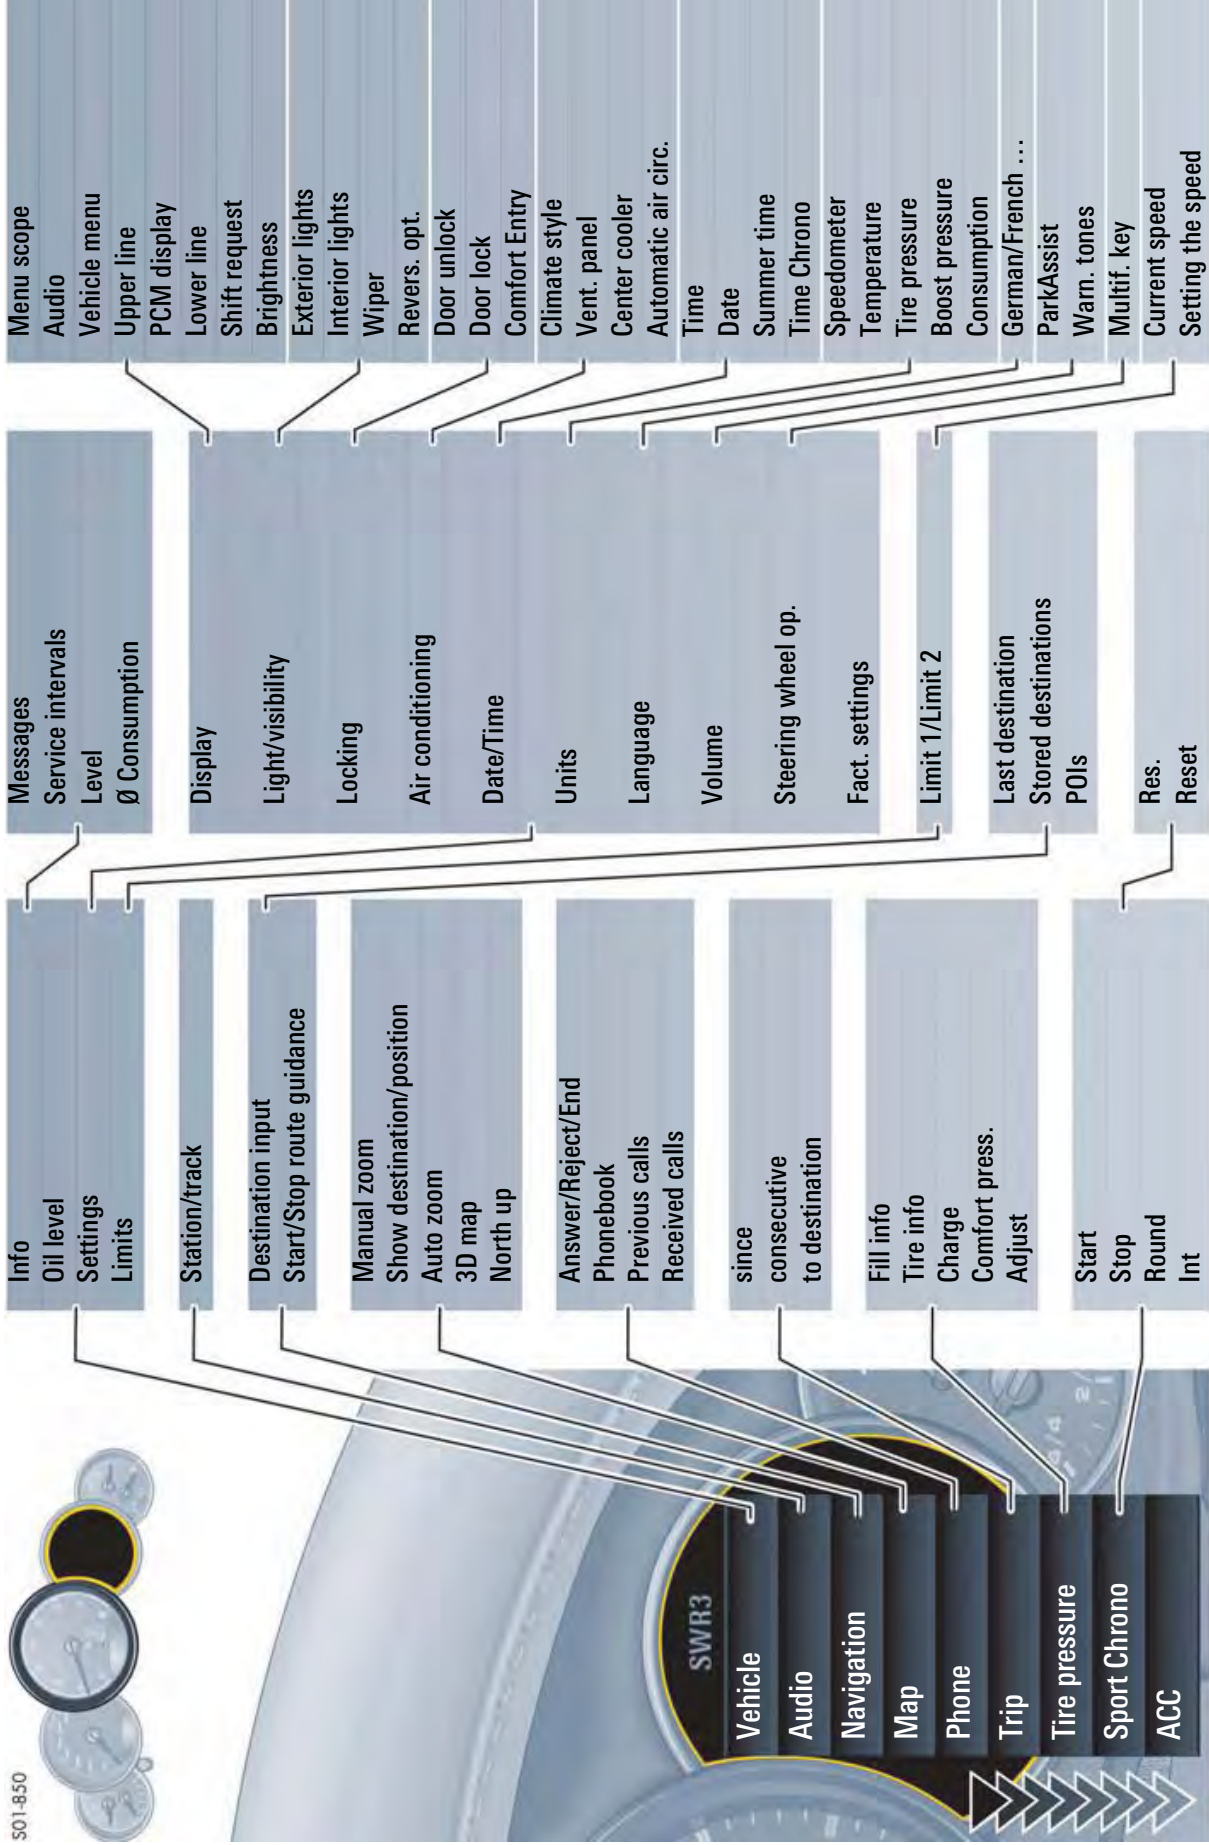 S01-850
SWR3
Vehicle
Audio
Navigation
Map
Phone
Trip
Tire pressure
Sport Chrono
ACC
Info
Oil level
Settings
Limits
Station/track
Destination input
Start/Stop route guidance
Manual zoom
Show destination/position
Auto zoom
3D map
North up
Answer/Reject/End
Phonebook
Previous calls
Received calls
since
consecutive
to destination
Fill info
Tire info
Charge
Comfort press.
Adjust
Start
Stop
Round
Int
Messages
Service intervals
Level
Ø Consumption
Display
Light/visibility
Locking
Air conditioning
Date/Time
Units
Language
Volume
Steering wheel op.
Fact. settings
Limit 1/Limit 2
Last destination
Stored destinations
POIs
Res.
Reset
Menu scope
Audio
Vehicle menu
Upper line
PCM display
Lower line
Shift request
Brightness
Exterior lights
Interior lights
Wiper
Revers. opt.
Door unlock
Door lock
Comfort Entry
Climate style
Vent. panel
Center cooler
Automatic air circ.
Time
Date
Summer time
Time Chrono
Speedometer
Temperature
Tire pressure
Boost pressure
Consumption
German/French ...
ParkAssist
Warn. tones
Multif. key
Current speed
Setting the speed